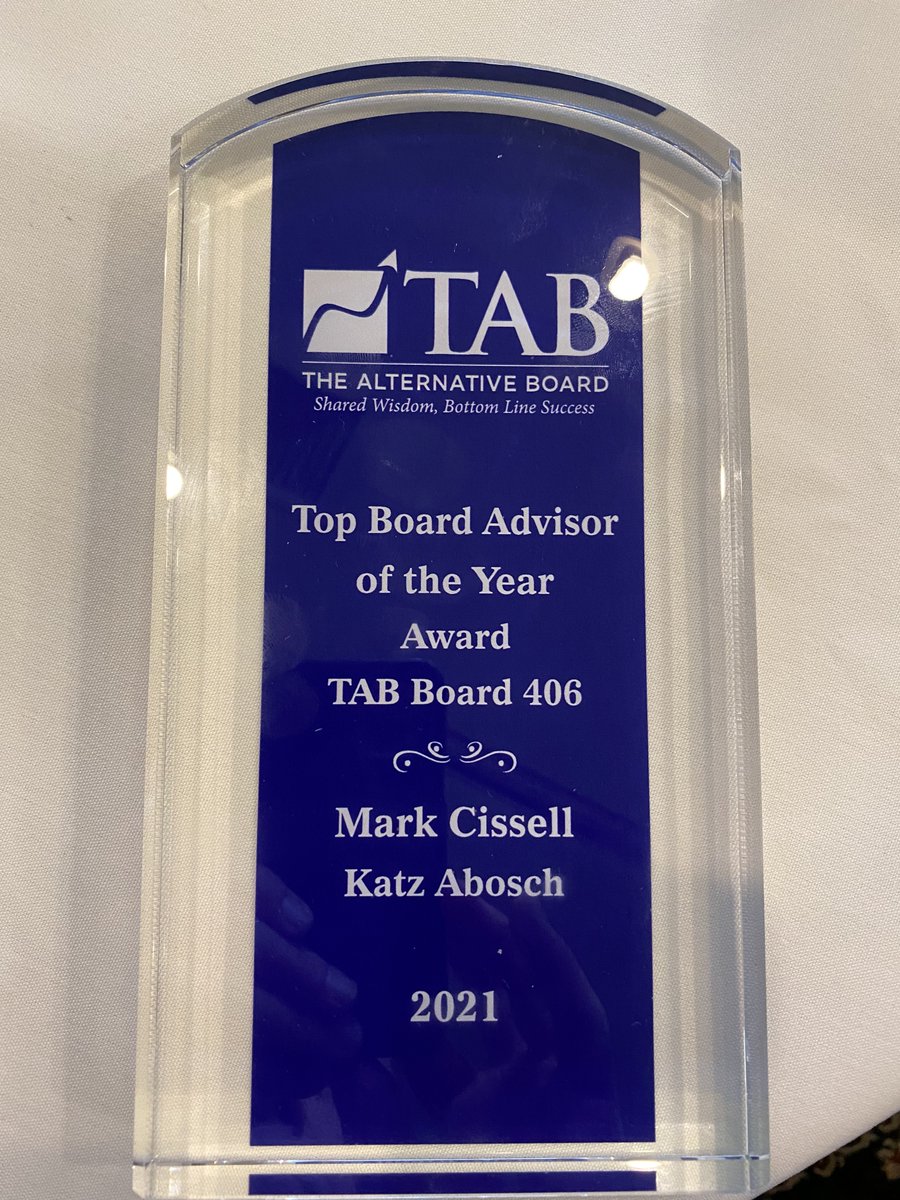 TAB
THE ALTERNATIVE BOARD
Shared Wisdom, Bottom Line Success
Top Board Advisor
of the Year
Award
TAB Board 406
Mark Cissell
Katz Abosch
2021